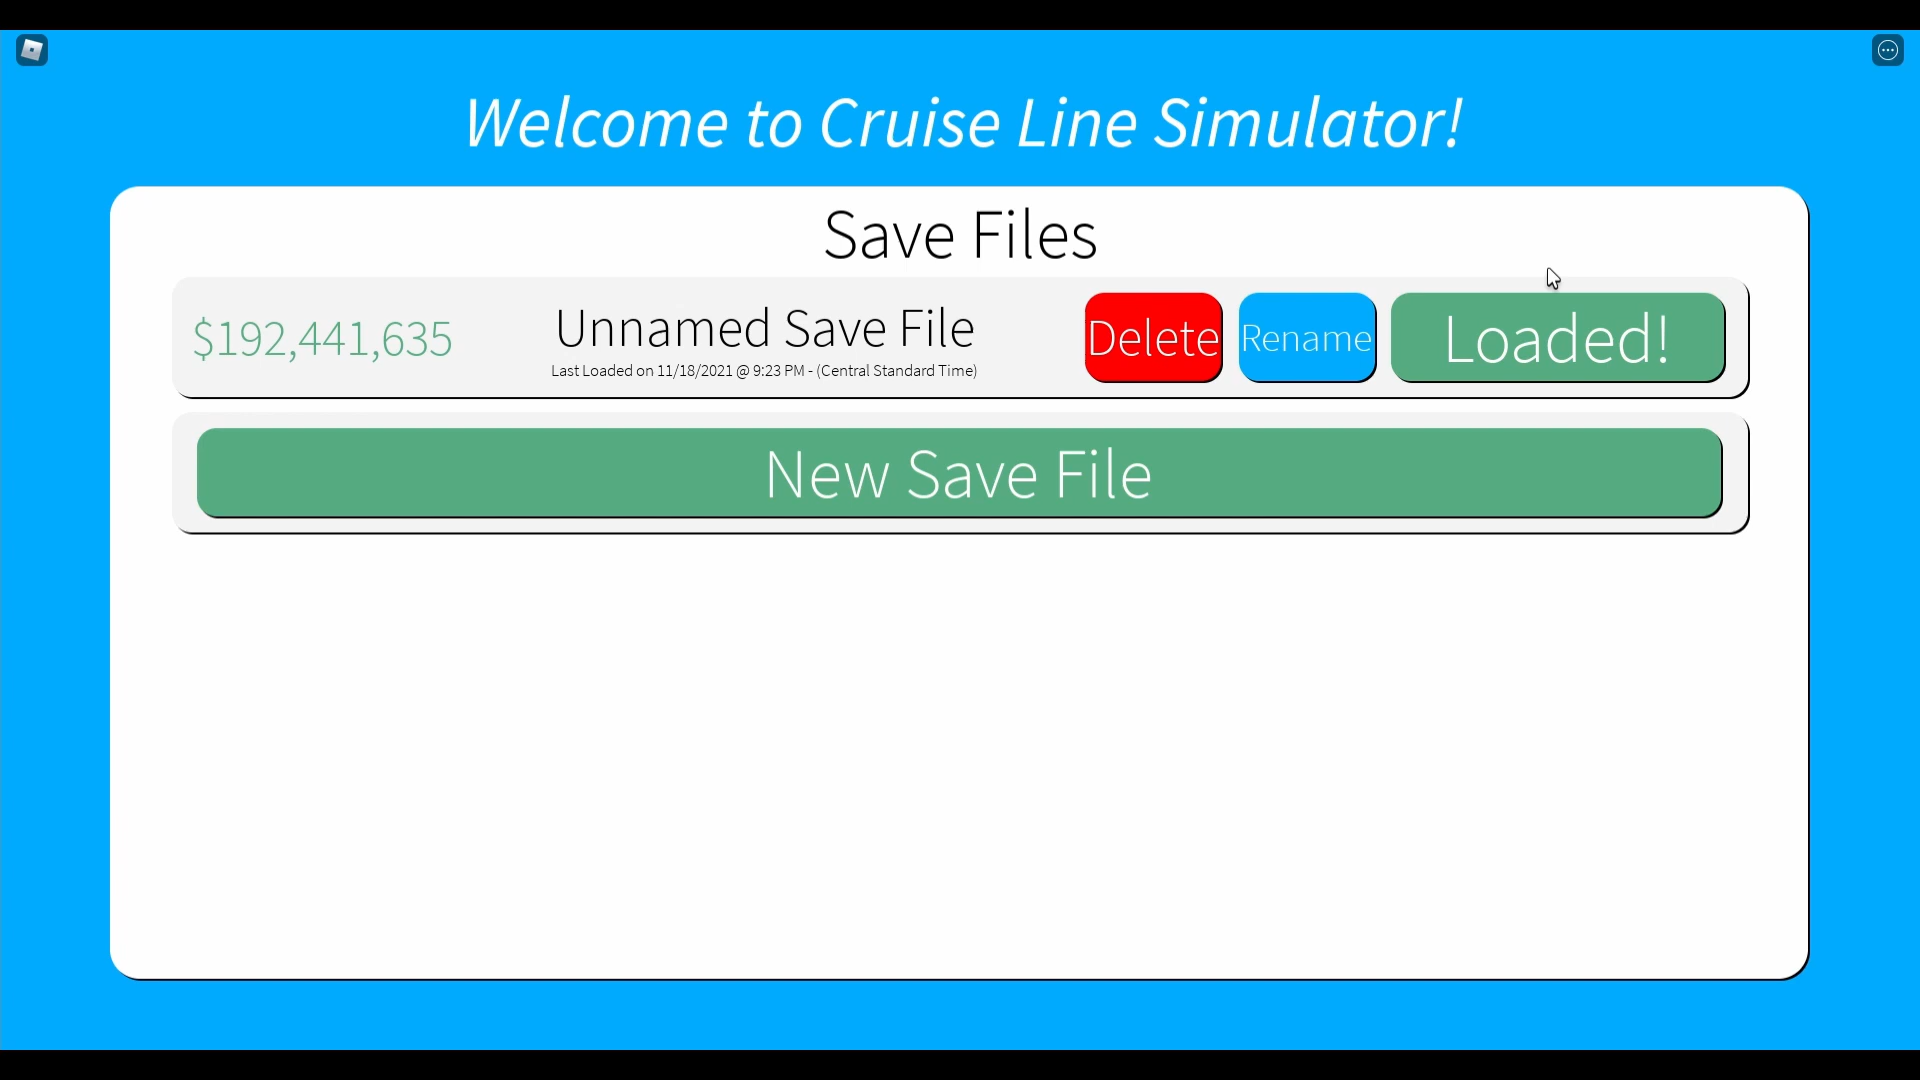 Welcome to Cruise Line Simulator!
Save Files
$192,441,635
Unnamed Save File
Last Loaded on 11/18/2021 @ 9:23 PM - (Central Standard Time)
Delete
Rename
Loaded!
New Save File